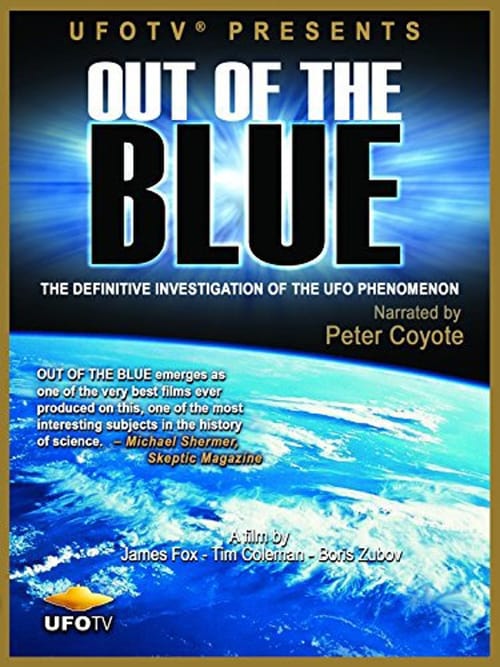 UFOTV® PRESENTS
OUT OF THE
BLUE
THE DEFINITIVE INVESTIGATION OF THE UFO PHENOMENON
Narrated by
Peter Coyote
OUT OF THE BLUE emerges as
one of the very best films ever
produced on this, one of the most
interesting subjects in the history
of science. – Michael Shermer,
Skeptic Magazine
A film by
James Fox - Tim Coleman - Boris Zubov
UFOTV